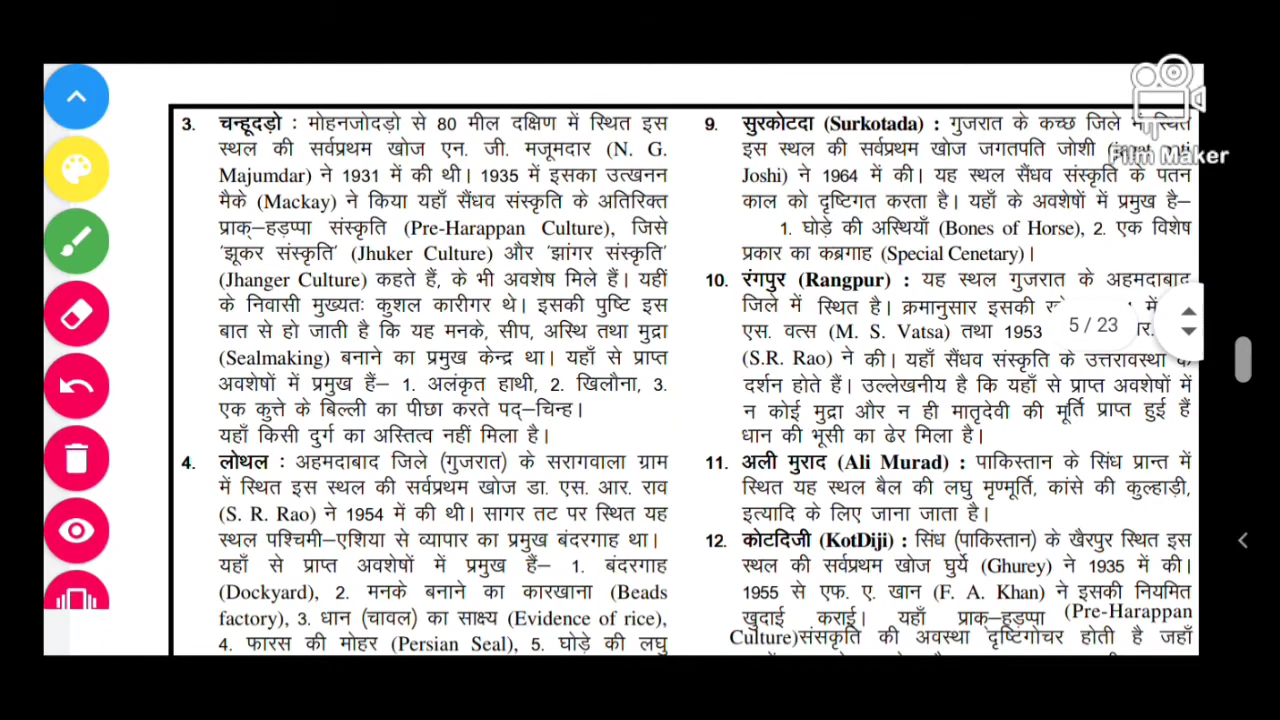 3. चन्हूदड़ो : मोहनजोदड़ो से 80 मील दक्षिण में स्थित इस
स्थल की सर्वप्रथम खोज एन. जी. मजूमदार (N. G.
Majumdar) ने 1931 में की थी। 1935 में इसका उत्खनन
मैके (Mackay) ने किया यहाँ सैंधव संस्कृति के अतिरिक्त
प्राक्-हड़प्पा संस्कृति (Pre-Harappan Culture), जिसे
'झूकर संस्कृति' (Jhuker Culture) और 'झांगर संस्कृति'
(Jhanger Culture) कहते हैं, के भी अवशेष मिले हैं। यहीं
के निवासी मुख्यतः कुशल कारीगर थे। इसकी पुष्टि इस
बात से हो जाती है कि यह मनके, सीप, अस्थि तथा मुद्रा
(Sealmaking) बनाने का प्रमुख केन्द्र था। यहाँ से प्राप्त
अवशेषों में प्रमुख हैं– 1. अलंकृत हाथी, 2. खिलौना, 3.
एक कुत्ते के बिल्ली का पीछा करते पद्-चिन्ह।
यहाँ किसी दुर्ग का अस्तित्व नहीं मिला है।
4. लोथल : अहमदाबाद जिले (गुजरात) के सरागवाला ग्राम
में स्थित इस स्थल की सर्वप्रथम खोज डा. एस. आर. राव
(S. R. Rao) ने 1954 में की थी। सागर तट पर स्थित यह
स्थल पश्चिमी-एशिया से व्यापार का प्रमुख बंदरगाह था।
यहाँ से प्राप्त अवशेषों में प्रमुख हैं– 1. बंदरगाह
(Dockyard), 2. मनके बनाने का कारखाना (Beads
factory), 3. धान (चावल) का साक्ष्य (Evidence of rice),
4. फारस की मोहर (Persian Seal), 5. घोड़े की लघु
9. सुरकोटदा (Surkotada) : गुजरात के कच्छ जिले में स्थित
इस स्थल की सर्वप्रथम खोज जगतपति जोशी
Joshi) ने 1964 में की। यह स्थल सैंधव संस्कृति के पतन
काल को दृष्टिगत करता है। यहाँ के अवशेषों में प्रमुख है–
1. घोड़े की अस्थियाँ (Bones of Horse), 2. एक विशेष
प्रकार का कब्रगाह (Special Cenetary)।
10. रंगपुर (Rangpur) : यह स्थल गुजरात के अहमदाबाद
जिले में स्थित है। क्रमानुसार इसकी में
एस. वत्स (M. S. Vatsa) तथा 1953
(S.R. Rao) ने की। यहाँ सैंधव संस्कृति के उत्तरावस्था के
दर्शन होते हैं। उल्लेखनीय है कि यहाँ से प्राप्त अवशेषों में
न कोई मुद्रा और न ही मातृदेवी की मूर्ति प्राप्त हुई हैं
धान की भूसी का ढेर मिला है।
11. अली मुराद (Ali Murad) : पाकिस्तान के सिंध प्रान्त में
स्थित यह स्थल बैल की लघु मृण्मूर्ति, कांसे की कुल्हाड़ी,
इत्यादि के लिए जाना जाता है।
12. कोटदिजी (KotDiji) : सिंध (पाकिस्तान) के खैरपुर स्थित इस
स्थल की सर्वप्रथम खोज घुर्ये (Ghurey) ने 1935 में की।
1955 से एफ. ए. खान (F. A. Khan) ने इसकी नियमित
खुदाई कराई। यहाँ प्राक्-हड़प्पा (Pre-Harappan
Culture)संसकृति की अवस्था दृष्टिगोचर होती है जहाँ
5 / 23
Film Maker